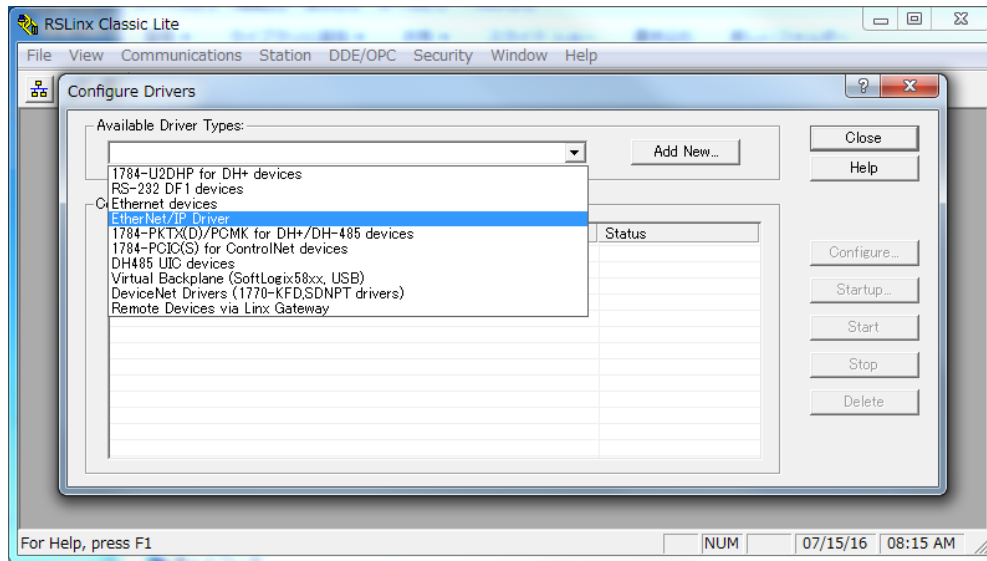 RSLinx Classic Lite
File View Communications Station DDE/OPC Security Window Help
Configure Drivers
Available Driver Types:
Add New...
Close
Help
1784-U2DHP for DH+ devices
RS-232 DF1 devices
Ethernet devices
EtherNet/IP Driver
1784-PKTX(D)/PCMK for DH+/DH-485 devices
1784-PCIC(S) for ControlNet devices
DH485 UIC devices
Virtual Backplane (SoftLogix58xx, USB)
DeviceNet Drivers (1770-KFD,SDNPT drivers)
Remote Devices via Linx Gateway
Status
Configure...
Startup...
Start
Stop
Delete
For Help, press F1
NUM
07/15/16
08:15 AM